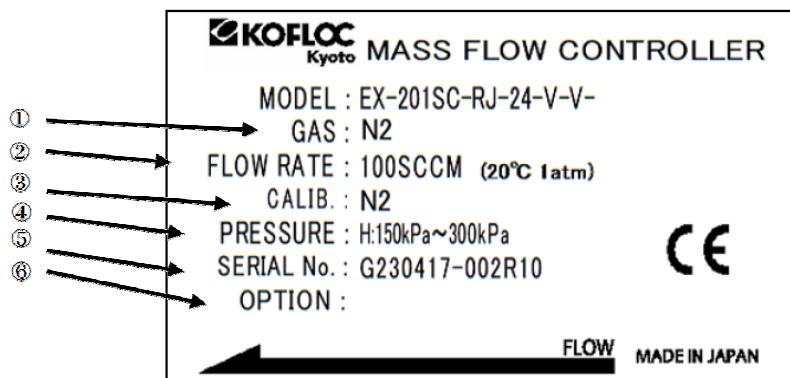 KOFLOC
Kyoto MASS FLOW CONTROLLER
MODEL : EX-201SC-RJ-24-V-V-
① GAS : N2
② FLOW RATE : 100SCCM (20℃ 1atm)
③ CALIB. : N2
④ PRESSURE : H:150kPa~300kPa
⑤ SERIAL No. : G230417-002R10
⑥ OPTION :
CE
FLOW MADE IN JAPAN